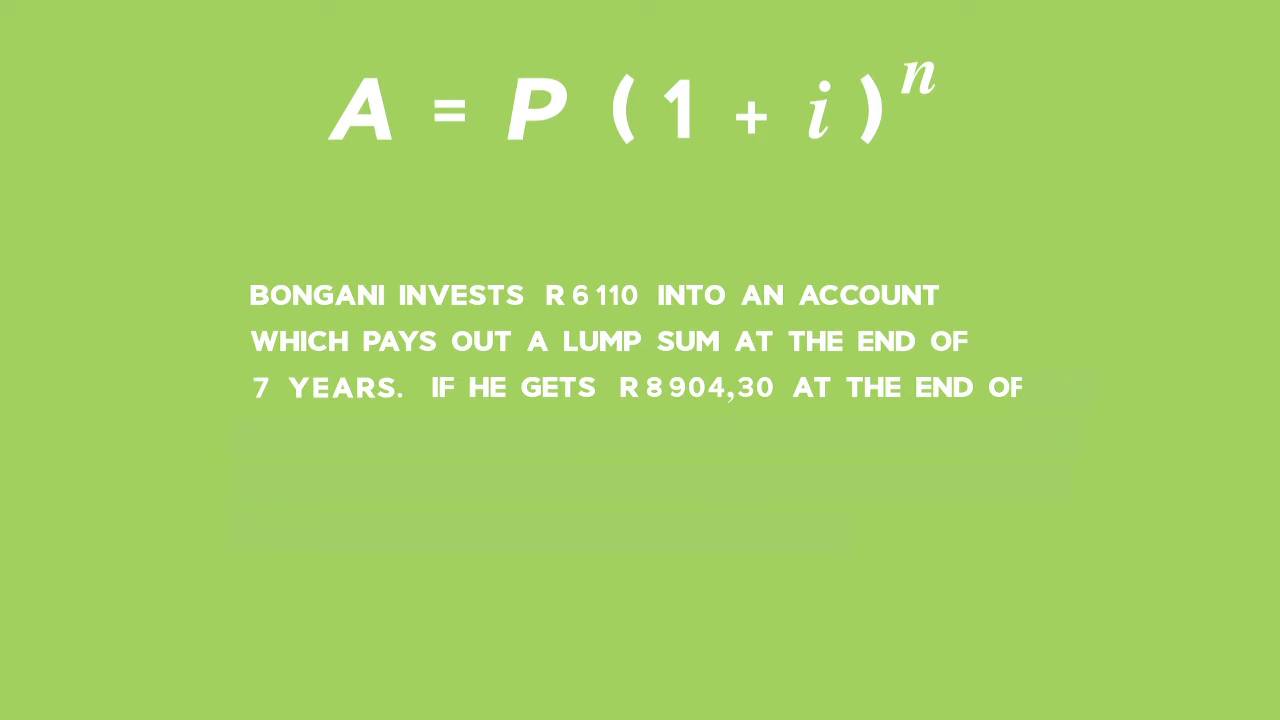 A = P (1 + i)ⁿ
BONGANI INVESTS R 6 110 INTO AN ACCOUNT
WHICH PAYS OUT A LUMP SUM AT THE END OF
7 YEARS. IF HE GETS R 8 904,30 AT THE END OF